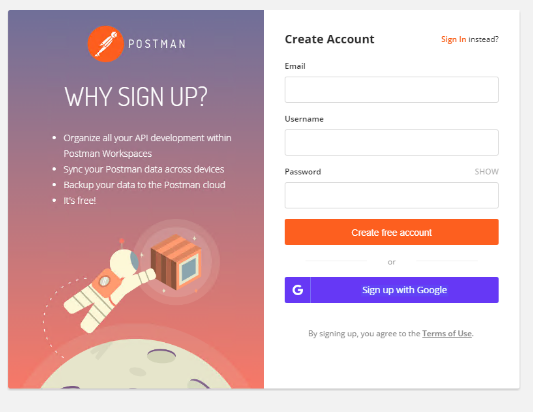 POSTMAN
WHY SIGN UP?
Organize all your API development within
Postman Workspaces
Sync your Postman data across devices
Backup your data to the Postman cloud
It's free!
Create Account
Sign In instead?
Email
Username
Password
SHOW
Create free account
or
G
Sign up with Google
By signing up, you agree to the Terms of Use.